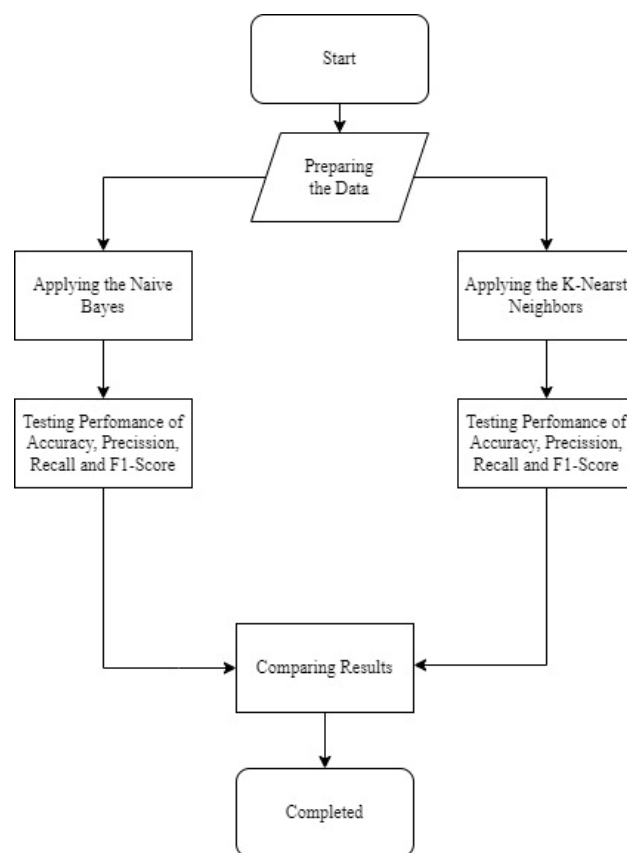 Start
Preparing
the Data
Applying the Naive
Bayes
Applying the K-Nearst
Neighbors
Testing Perfomance of
Accuracy, Precission,
Recall and F1-Score
Testing Perfomance of
Accuracy, Precission,
Recall and F1-Score
Comparing Results
Completed